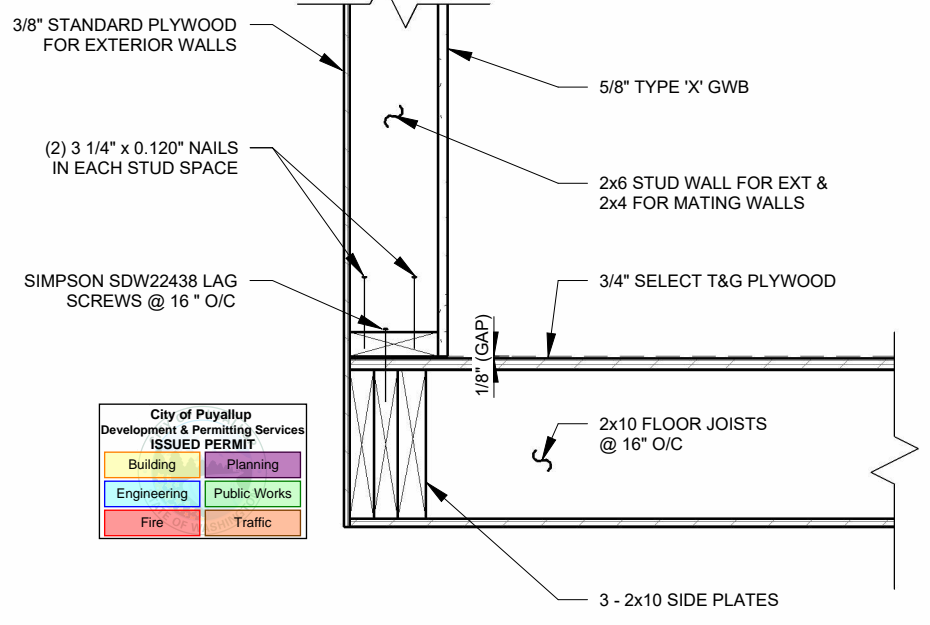 3/8" STANDARD PLYWOOD
FOR EXTERIOR WALLS
5/8" TYPE 'X' GWB
(2) 3 1/4" x 0.120" NAILS
IN EACH STUD SPACE
2x6 STUD WALL FOR EXT &
2x4 FOR MATING WALLS
SIMPSON SDW22438 LAG
SCREWS @ 16 " O/C
3/4" SELECT T&G PLYWOOD
1/8" (GAP)
City of Puyallup
Development & Permitting Services
ISSUED PERMIT
Building
Planning
Engineering
Public Works
Fire
Traffic
2x10 FLOOR JOISTS
@ 16" O/C
3 - 2x10 SIDE PLATES